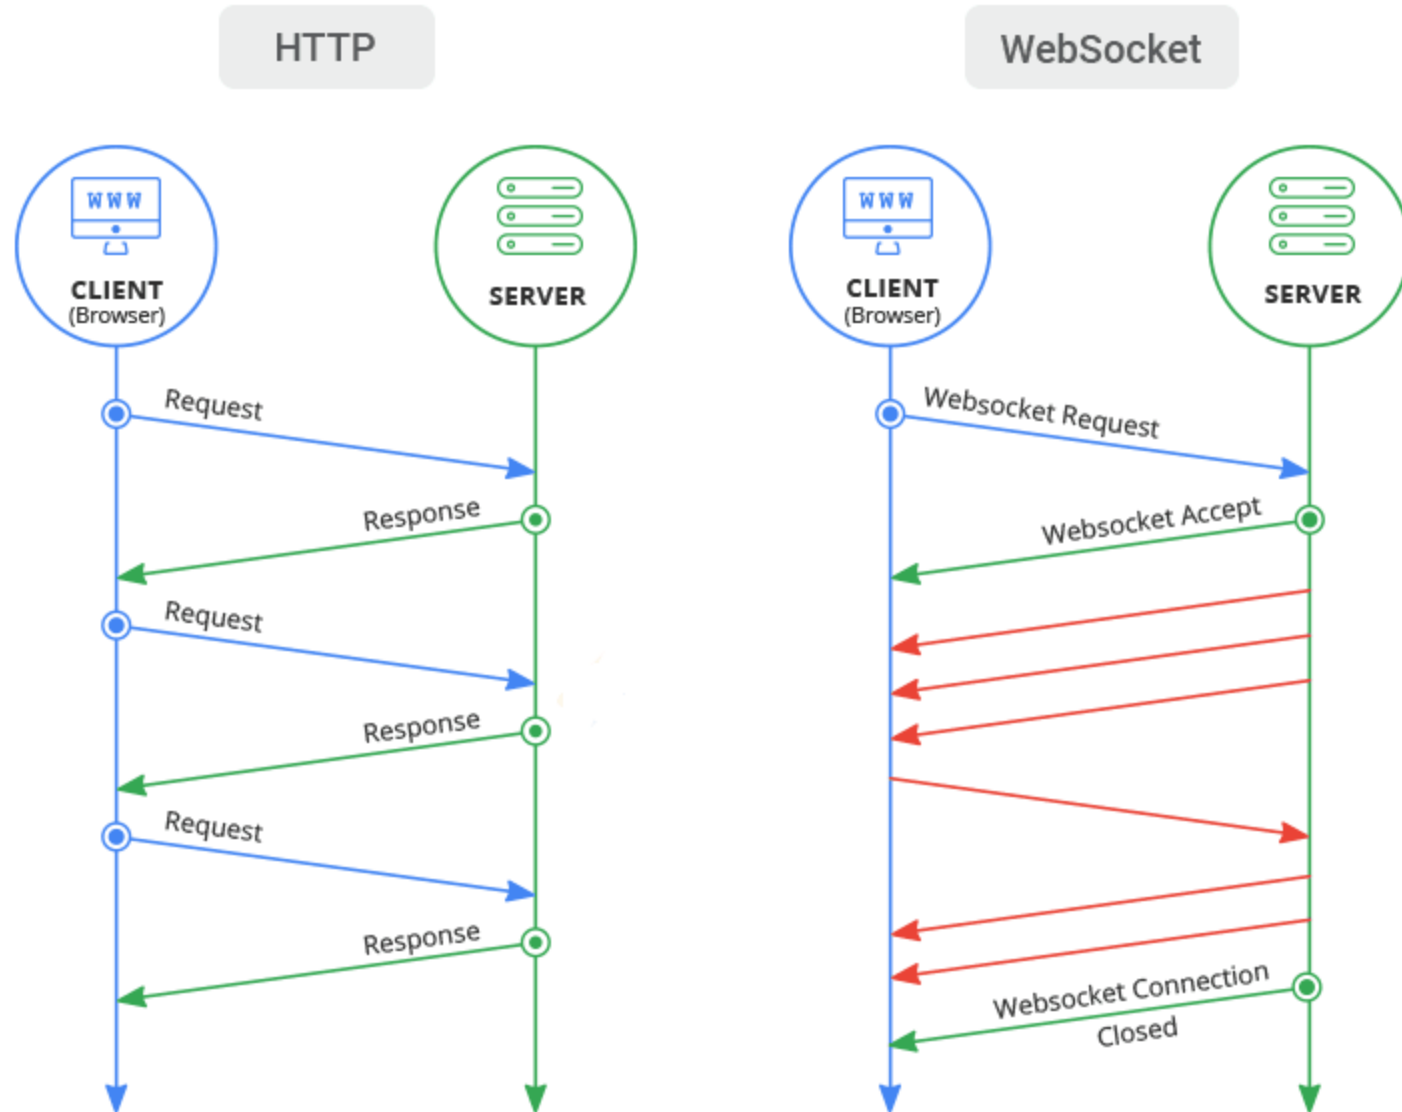 HTTP
WWW
CLIENT
(Browser)
SERVER
Request
Response
Request
Response
Request
Response
WebSocket
WWW
CLIENT
(Browser)
SERVER
Websocket Request
Websocket Accept
Websocket Connection
Closed